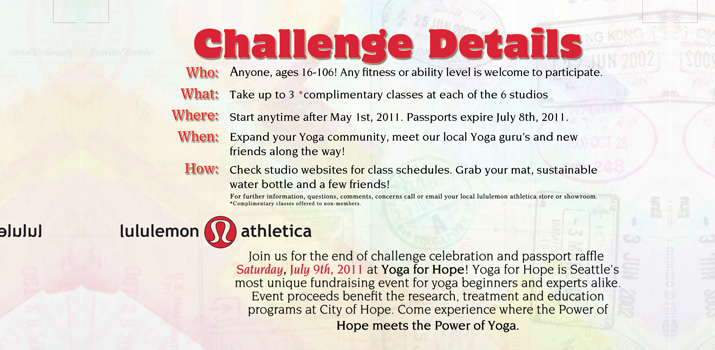 Challenge Details
Who: Anyone, ages 16-106! Any fitness or ability level is welcome to participate.
What: Take up to 3 *complimentary classes at each of the 6 studios
Where: Start anytime after May 1st, 2011. Passports expire July 8th, 2011.
When: Expand your Yoga community, meet our local Yoga guru's and new
friends along the way!
How: Check studio websites for class schedules. Grab your mat, sustainable
water bottle and a few friends!
For further information, questions, comments, concerns call or email your local lululemon athletica store or showroom.
*Complimentary classes offered to non-members.
lululemon athletica
Join us for the end of challenge celebration and passport raffle
Saturday, July 9th, 2011 at Yoga for Hope! Yoga for Hope is Seattle's
most unique fundraising event for yoga beginners and experts alike.
Event proceeds benefit the research, treatment and education
programs at City of Hope. Come experience where the Power of
Hope meets the Power of Yoga.